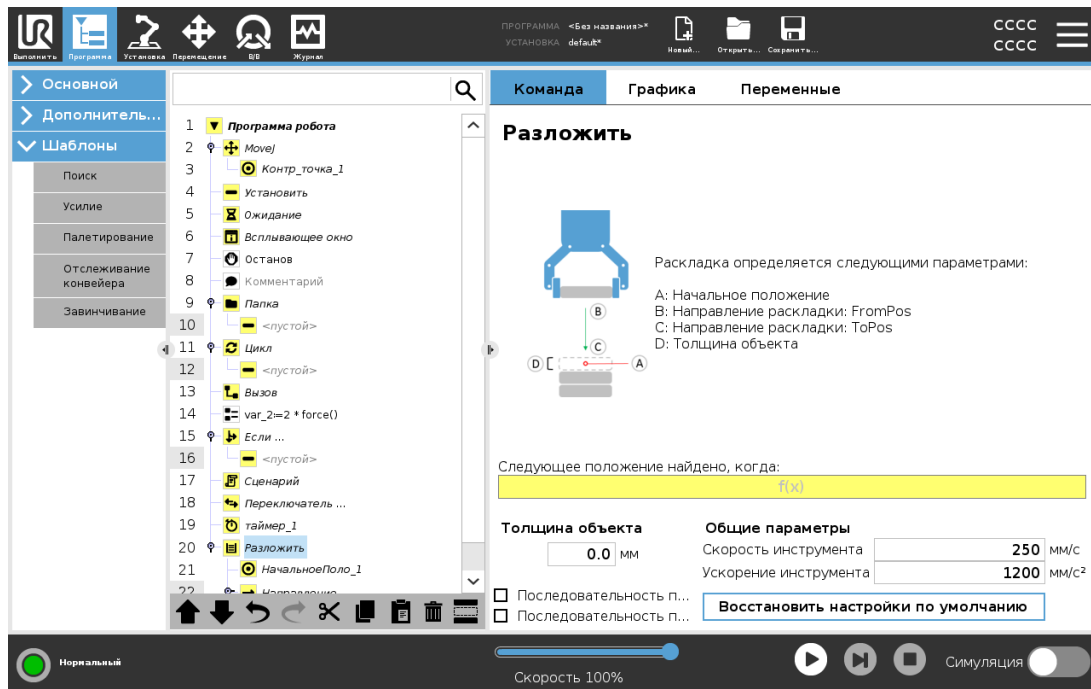 UR
Выполнить
Программа
Установка
Перемещение
В/В
Журнал
ПРОГРАММА <Без названия>*
УСТАНОВКА default*
Новый...
Открыть...
Сохранить...
CCCC
CCCC
Основной
Дополнитель...
Шаблоны
Поиск
Усилие
Палетирование
Отслеживание
конвейера
Завинчивание
1 Программа робота
2 MoveJ
3 Контр_точка_1
4 Установить
5 Ожидание
6 Всплывающее окно
7 Останов
8 Комментарий
9 Папка
10 <пустой>
11 Цикл
12 <пустой>
13 Вызов
14 var_2:=2 * force()
15 Если ...
16 <пустой>
17 Сценарий
18 Переключатель ...
19 таймер_1
20 Разложить
21 НачальноеПоло_1
22 Направление
Команда
Графика
Переменные
Разложить
B
C
D
A
Раскладка определяется следующими параметрами:
A: Начальное положение
B: Направление раскладки: FromPos
C: Направление раскладки: ToPos
D: Толщина объекта
Следующее положение найдено, когда:
f(x)
Толщина объекта
0.0 мм
Общие параметры
Скорость инструмента 250 мм/с
Ускорение инструмента 1200 мм/с²
Последовательность п...
Последовательность п...
Восстановить настройки по умолчанию
Нормальный
Скорость 100%
Симуляция